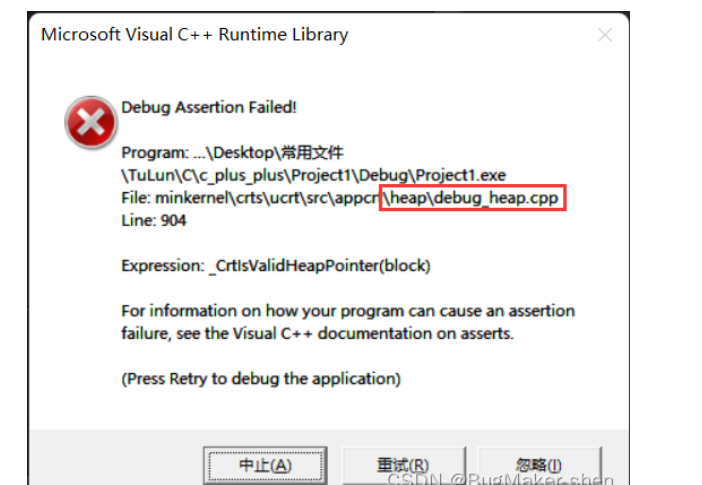 Microsoft Visual C++ Runtime Library
Debug Assertion Failed!
Program: ...\Desktop\常用文件
\TuLun\C\c_plus_plus\Project1\Debug\Project1.exe
File: minkernel\crts\ucrt\src\appcrt\heap\debug_heap.cpp
Line: 904
Expression: _CrtIsValidHeapPointer(block)
For information on how your program can cause an assertion
failure, see the Visual C++ documentation on asserts.
(Press Retry to debug the application)
中止(A) 重试(R) 忽略(I)
CSDN @BugMaker-shen